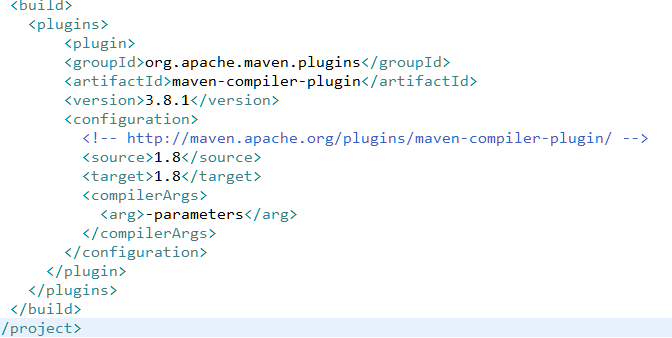 <build>
<plugins>
<plugin>
<groupId>org.apache.maven.plugins</groupId>
<artifactId>maven-compiler-plugin</artifactId>
<version>3.8.1</version>
<configuration>
<!-- http://maven.apache.org/plugins/maven-compiler-plugin/ -->
<source>1.8</source>
<target>1.8</target>
<compilerArgs>
<arg>-parameters</arg>
</compilerArgs>
</configuration>
</plugin>
</plugins>
</build>
/project>